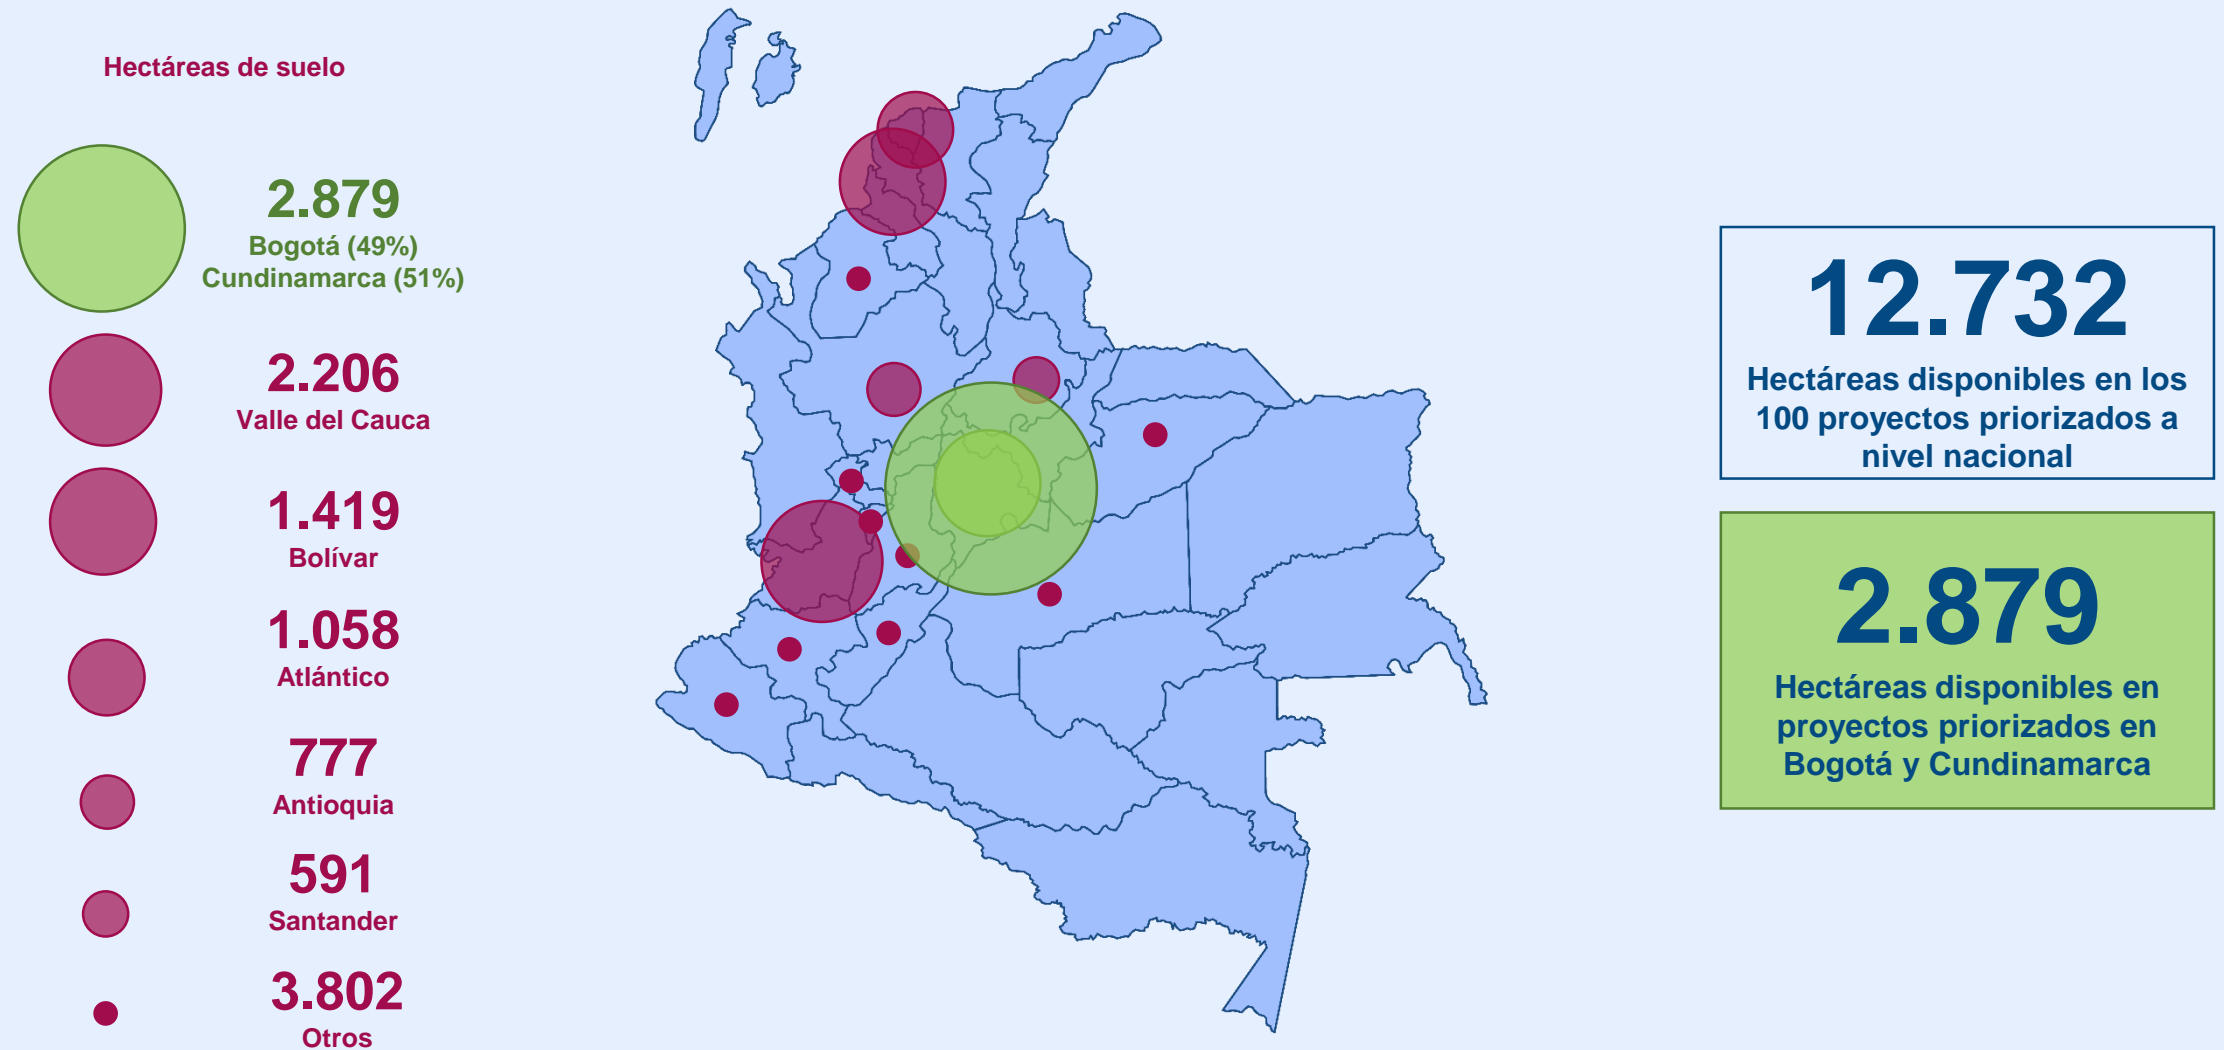 Hectáreas de suelo
2.879
Bogotá (49%)
Cundinamarca (51%)
2.206
Valle del Cauca
1.419
Bolívar
1.058
Atlántico
777
Antioquia
591
Santander
3.802
Otros
12.732
Hectáreas disponibles en los
100 proyectos priorizados a
nivel nacional
2.879
Hectáreas disponibles en
proyectos priorizados en
Bogotá y Cundinamarca